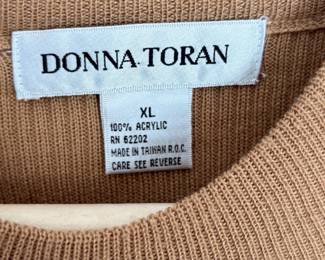 DONNA TORAN
XL
100% ACRYLIC
RN 62202
MADE IN TAIWAN R.O.C.
CARE SEE REVERSE